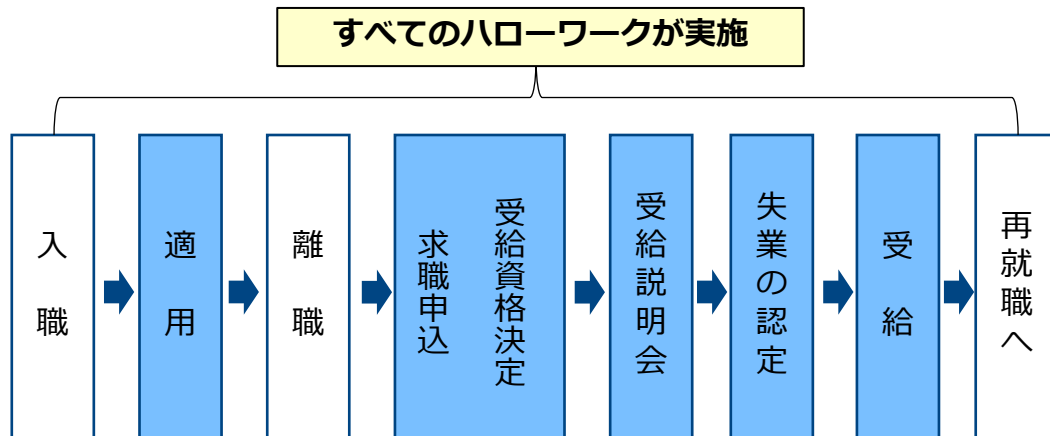 すべてのハローワークが実施
入職
適用
離職
受給資格決定
求職申込
受給説明会
失業の認定
受給
再就職へ